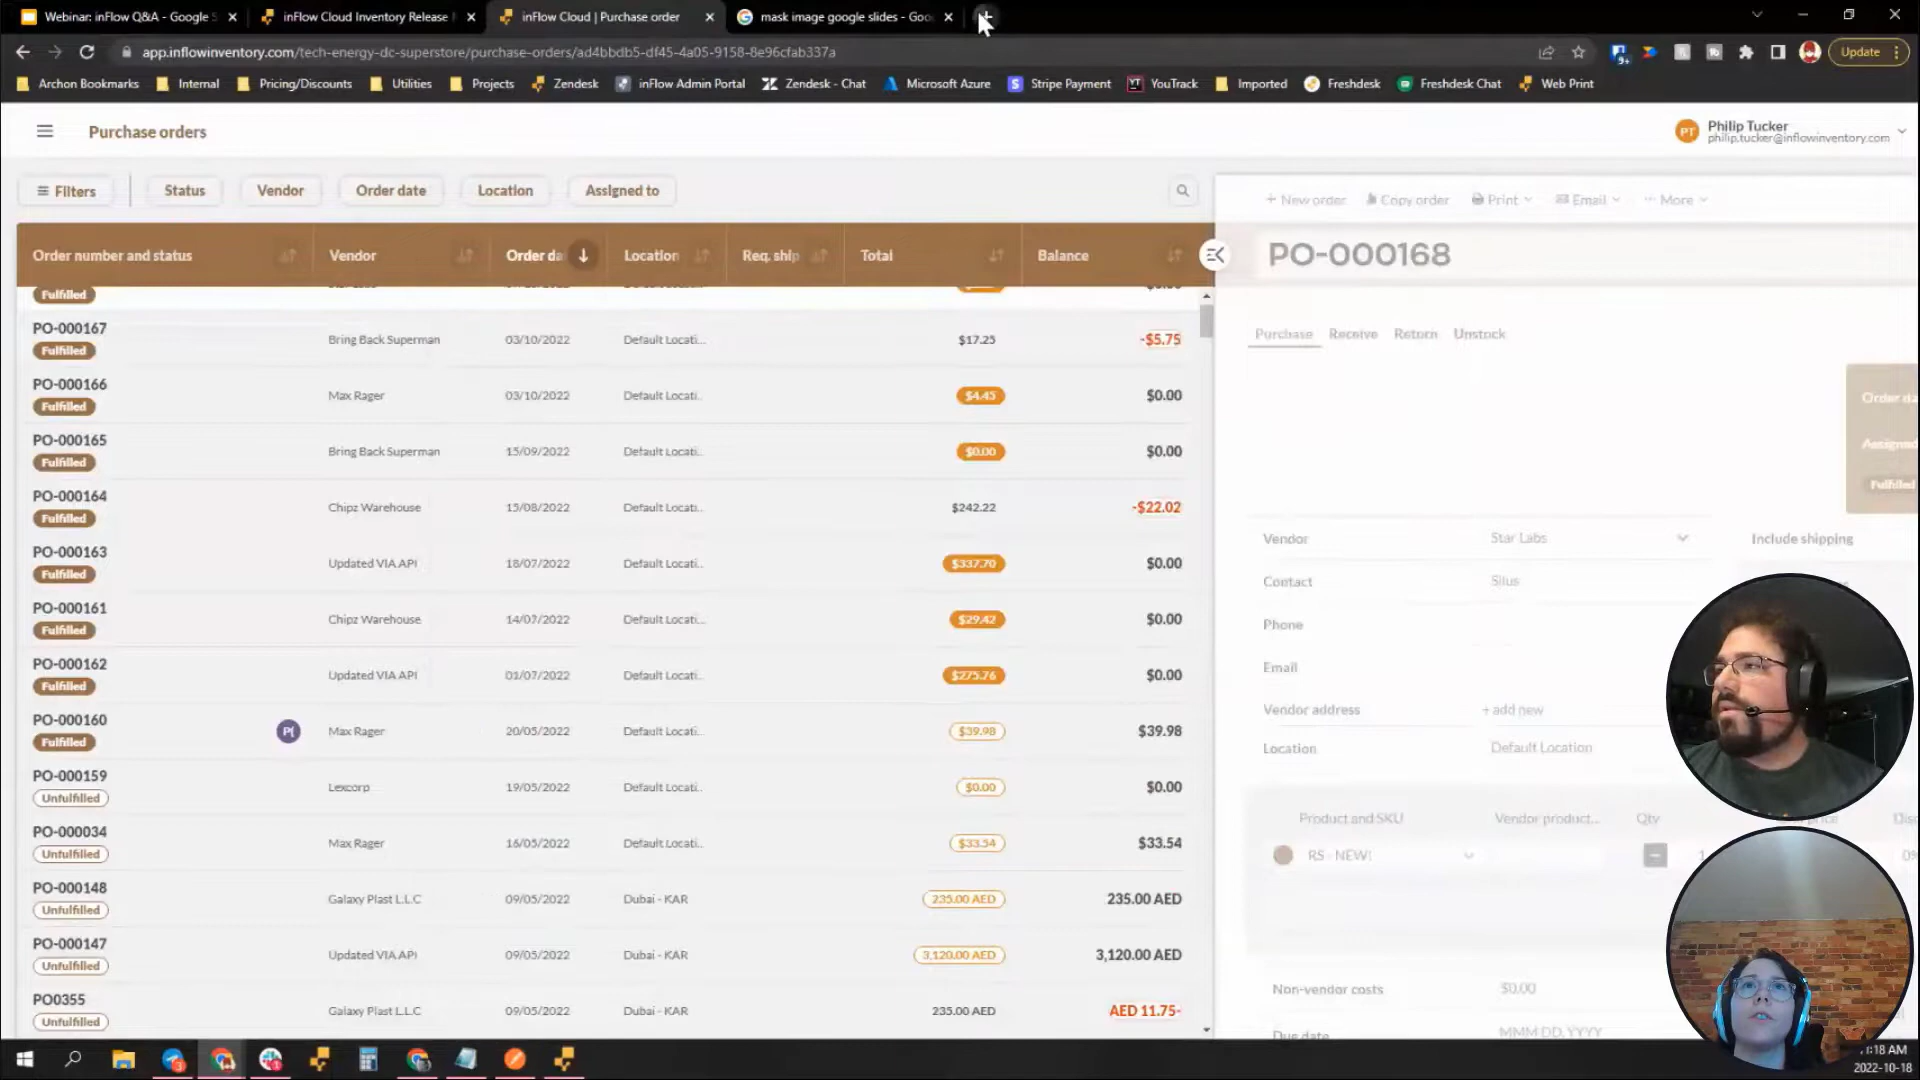 Webinar: inFlow Q&A - Google S
inFlow Cloud Inventory Release
inFlow Cloud | Purchase order
mask image google slides - Goo
app.inflowinventory.com/tech-energy-dc-superstore/purchase-orders/ad4bbdb5-df45-4a05-9158-8e96cfab337a
9+
Update
Archon Bookmarks
Internal
Pricing/Discounts
Utilities
Projects
Zendesk
inFlow Admin Portal
Zendesk - Chat
Microsoft Azure
Stripe Payment
YouTrack
Imported
Freshdesk
Freshdesk Chat
Web Print
Purchase orders
PT
Philip Tucker
philip.tucker@inflowinventory.com
Filters
Status
Vendor
Order date
Location
Assigned to
+ New order
Copy order
Print
Email
More
Order number and status
Vendor
Order da
Location
Req. ship
Total
Balance
PO-000168
Fulfilled
PO-000167
Fulfilled
Bring Back Superman
03/10/2022
Default Locati...
$17.25
-$5.75
Purchase
Receive
Return
Unstock
PO-000166
Fulfilled
Max Rager
03/10/2022
Default Locati..
$4.45
$0.00
Order da
Assigned
Fulfilled
PO-000165
Fulfilled
Bring Back Superman
15/09/2022
Default Locati..
$0.00
$0.00
PO-000164
Fulfilled
Chipz Warehouse
15/08/2022
Default Locati..
$242.22
-$22.02
PO-000163
Fulfilled
Updated VIA API
18/07/2022
Default Locati..
$337.70
$0.00
Vendor
Star Labs
Include shipping
Contact
Silus
PO-000161
Fulfilled
Chipz Warehouse
14/07/2022
Default Locati...
$29.42
$0.00
Phone
PO-000162
Fulfilled
Updated VIA API
01/07/2022
Default Locati..
$275.76
$0.00
Email
Vendor address
+ add new
PO-000160
Fulfilled
P(
Max Rager
20/05/2022
Default Locati..
$39.98
$39.98
Location
Default Location
PO-000159
Unfulfilled
Lexcorp
19/05/2022
Default Locati..
$0.00
$0.00
PO-000034
Unfulfilled
Max Rager
16/05/2022
Default Locati..
$33.54
$33.54
Product and SKU
Vendor product...
Qty
price
Disc
RS - NEW!
PO-000148
Unfulfilled
Galaxy Plast L.L.C
09/05/2022
Dubai - KAR
235.00 AED
235.00 AED
PO-000147
Unfulfilled
Updated VIA API
09/05/2022
Dubai - KAR
3,120.00 AED
3,120.00 AED
PO0355
Unfulfilled
Galaxy Plast L.L.C
09/05/2022
Dubai - KAR
235.00 AED
AED 11.75-
Non-vendor costs
$0.00
Due date
MMM DD, YYYY
11:18 AM
2022-10-18